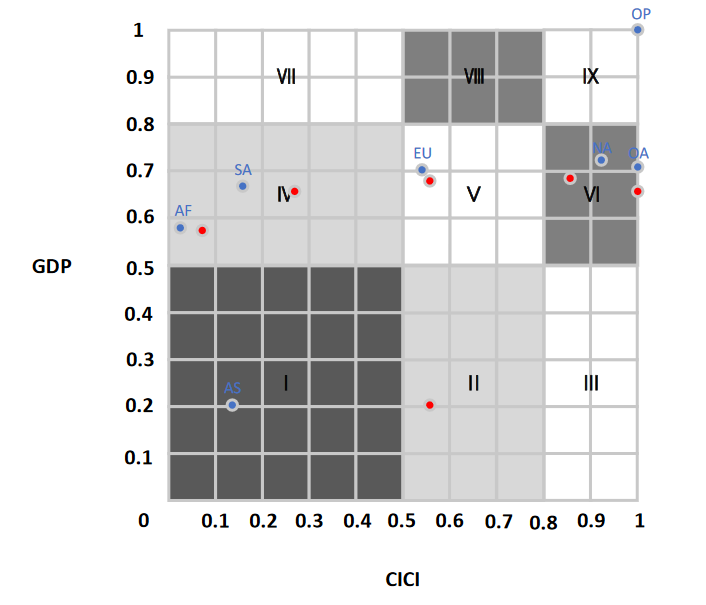 OP
1
0.9
Ⅶ
Ⅷ
Ⅸ
0.8
EU
NA
OA
0.7
SA
Ⅳ
Ⅴ
Ⅵ
0.6
AF
GDP
0.5
0.4
0.3
AS
Ⅰ
Ⅱ
Ⅲ
0.2
0.1
0 0.1 0.2 0.3 0.4 0.5 0.6 0.7 0.8 0.9 1
CICI